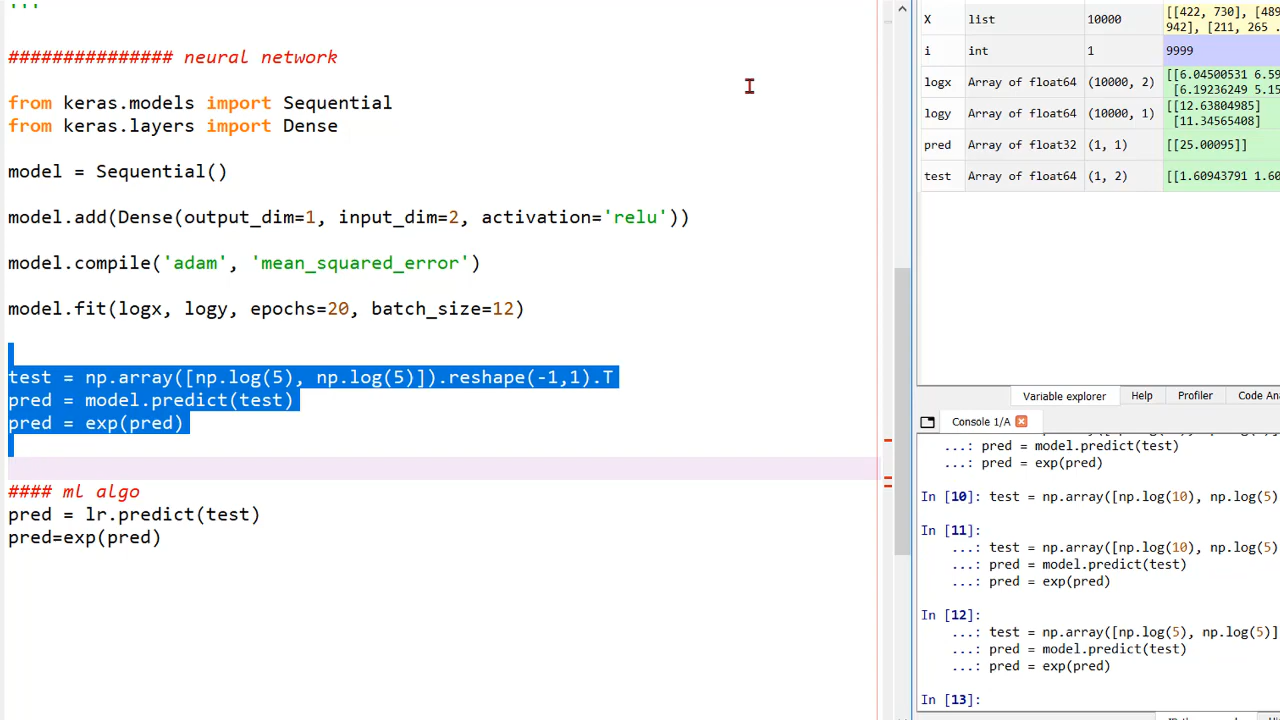 '''
############### neural network
from keras.models import Sequential
from keras.layers import Dense
model = Sequential()
model.add(Dense(output_dim=1, input_dim=2, activation='relu'))
model.compile('adam', 'mean_squared_error')
model.fit(logx, logy, epochs=20, batch_size=12)
test = np.array([np.log(5), np.log(5)]).reshape(-1,1).T
pred = model.predict(test)
pred = exp(pred)
#### ml algo
pred = lr.predict(test)
pred=exp(pred)
X list 10000 [[422, 730], [489
942], [211, 265 .
i int 1 9999
logx Array of float64 (10000, 2) [[6.04500531 6.59
[6.19236249 5.15
logy Array of float64 (10000, 1) [[12.63804985]
[11.34565408]
pred Array of float32 (1, 1) [[25.00095]]
test Array of float64 (1, 2) [[1.60943791 1.60
Variable explorer Help Profiler Code An
Console 1/A
...: pred = model.predict(test)
...: pred = exp(pred)
In [10]: test = np.array([np.log(10), np.log(5)
In [11]:
...: test = np.array([np.log(10), np.log(5)
...: pred = model.predict(test)
...: pred = exp(pred)
In [12]:
...: test = np.array([np.log(5), np.log(5)]
...: pred = model.predict(test)
...: pred = exp(pred)
In [13]: